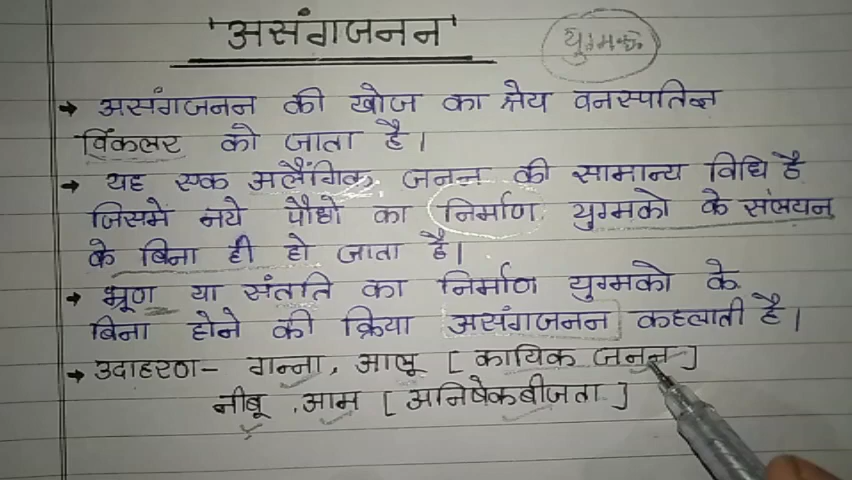 'असंगजनन'
युग्मक
→ असंगजनन की खोज का श्रेय वनस्पतिज्ञ
विंकलर को जाता है।
→ यह एक अलैंगिक जनन की सामान्य विधि है
जिसमे नये पौधो का निर्माण युग्मको के संलयन
के बिना ही हो जाता है।
→ भ्रूण या संतति का निर्माण युग्मको के
बिना होने की क्रिया असंगजनन कहलाती है।
→ उदाहरण- गन्ना, आलू [कायिक जनन]
नीबू, आम [अनिषेकबीजता]